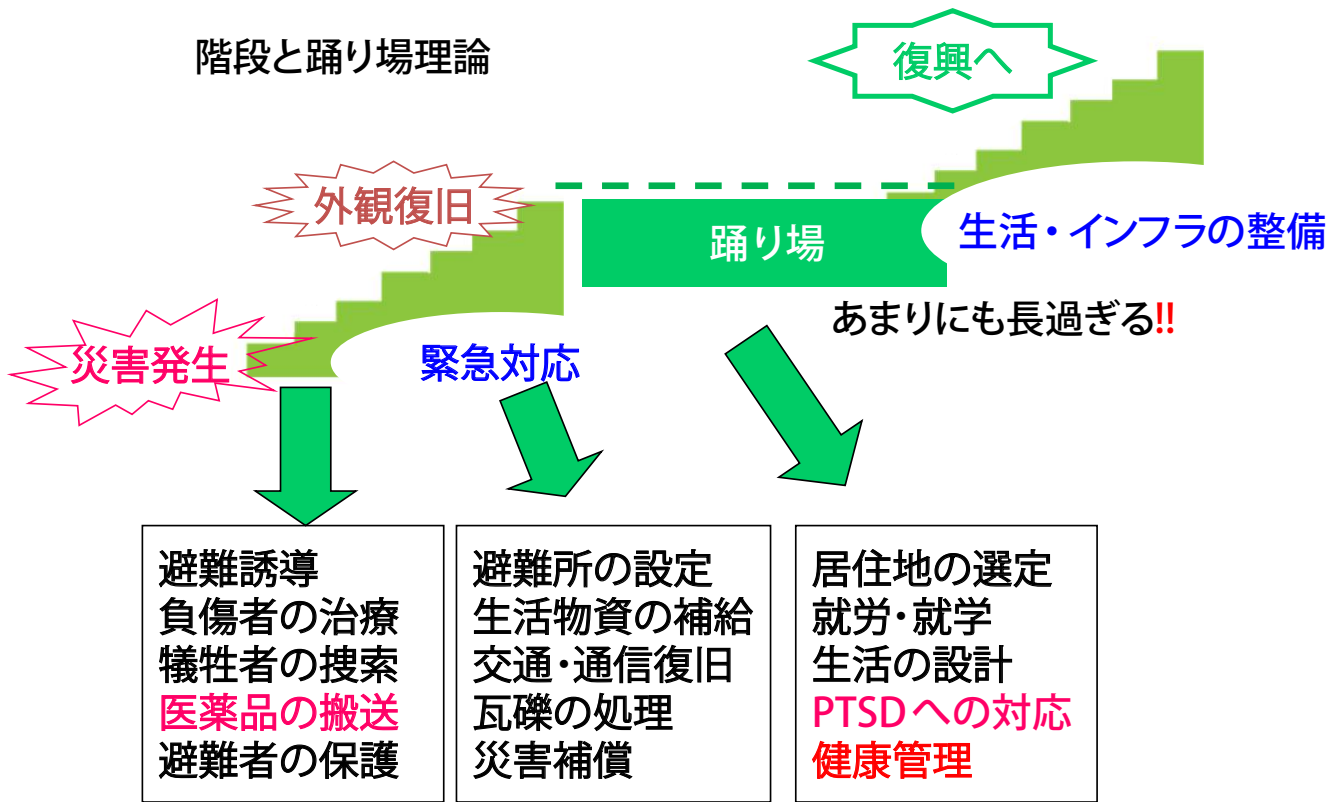 階段と踊り場理論
復興へ
外観復旧
踊り場
生活・インフラの整備
あまりにも長過ぎる!!
災害発生
緊急対応
避難誘導
負傷者の治療
犠牲者の捜索
医薬品の搬送
避難者の保護
避難所の設定
生活物資の補給
交通・通信復旧
瓦礫の処理
災害補償
居住地の選定
就労・就学
生活の設計
PTSDへの対応
健康管理